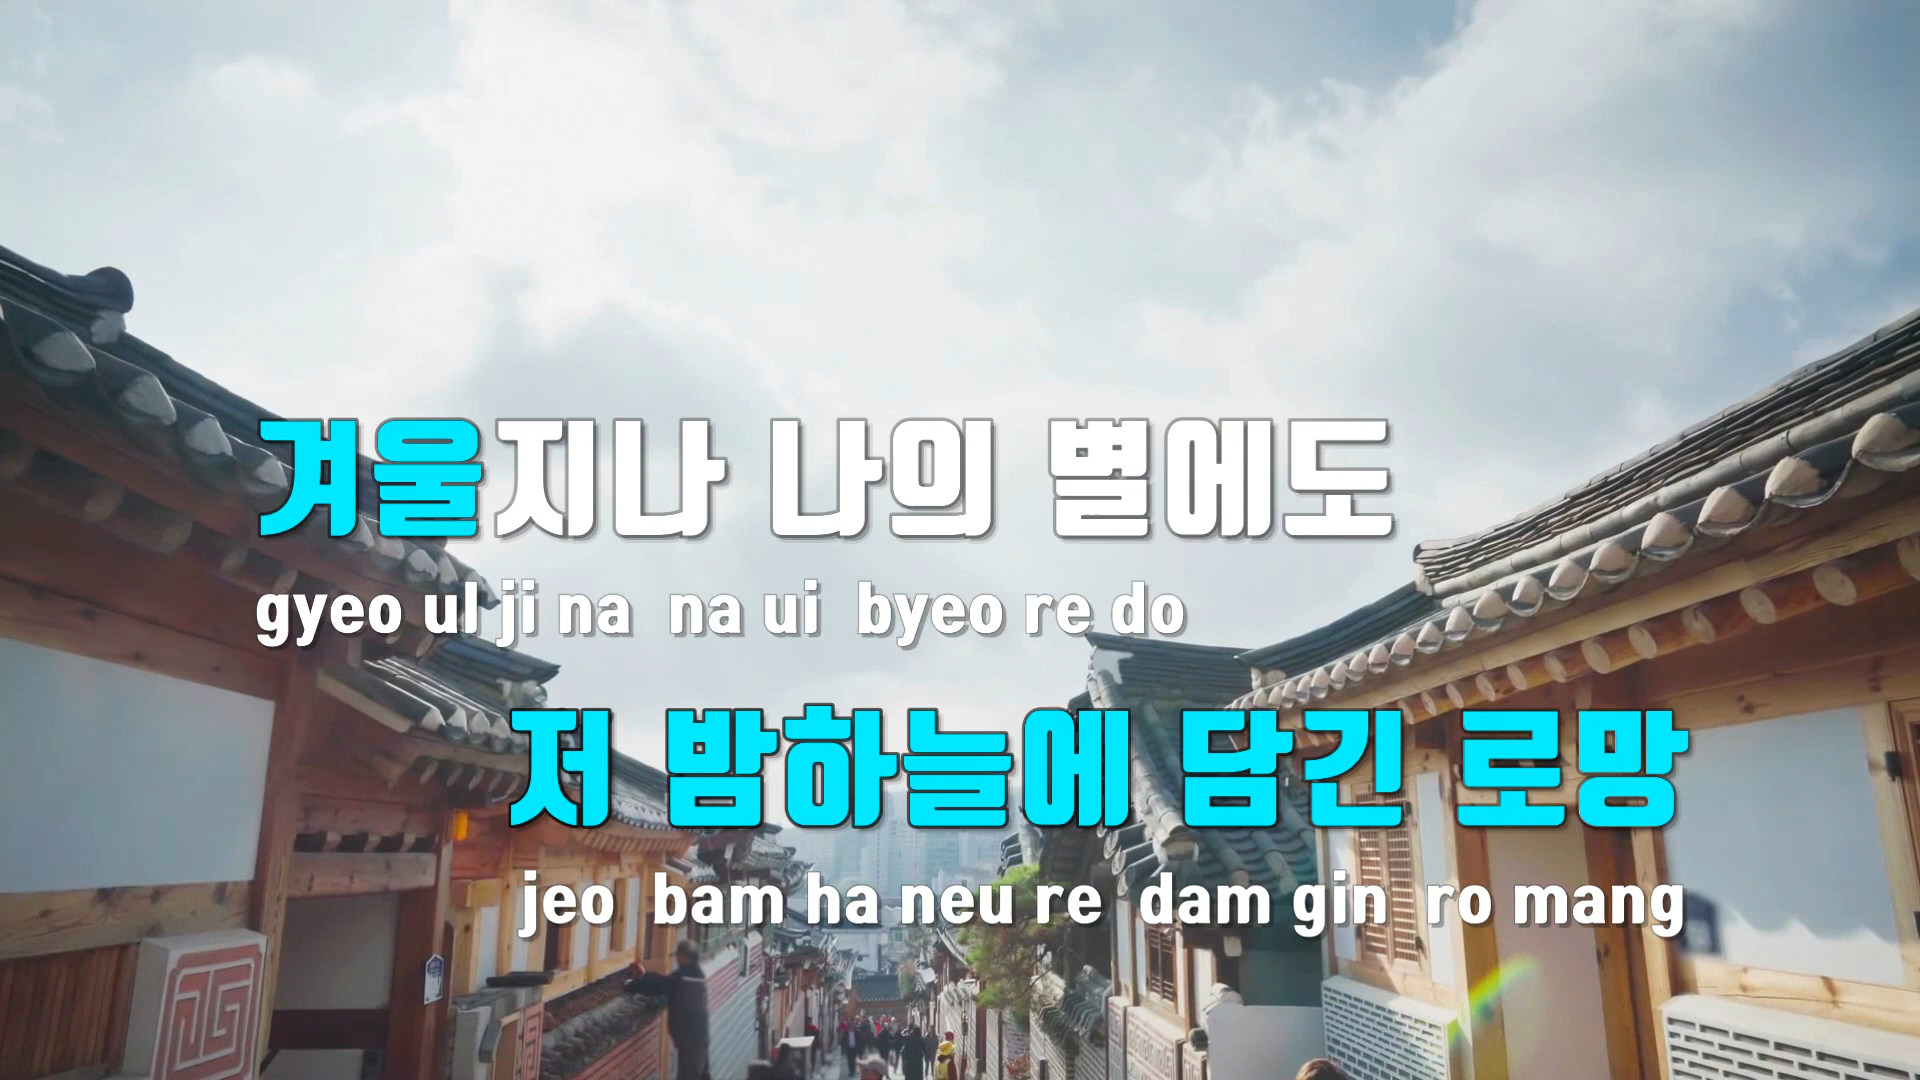 겨울지나 나의 별에도
gyeo ul ji na na ui byeo re do
저 밤하늘에 담긴 로망
jeo bam ha neu re dam gin ro mang